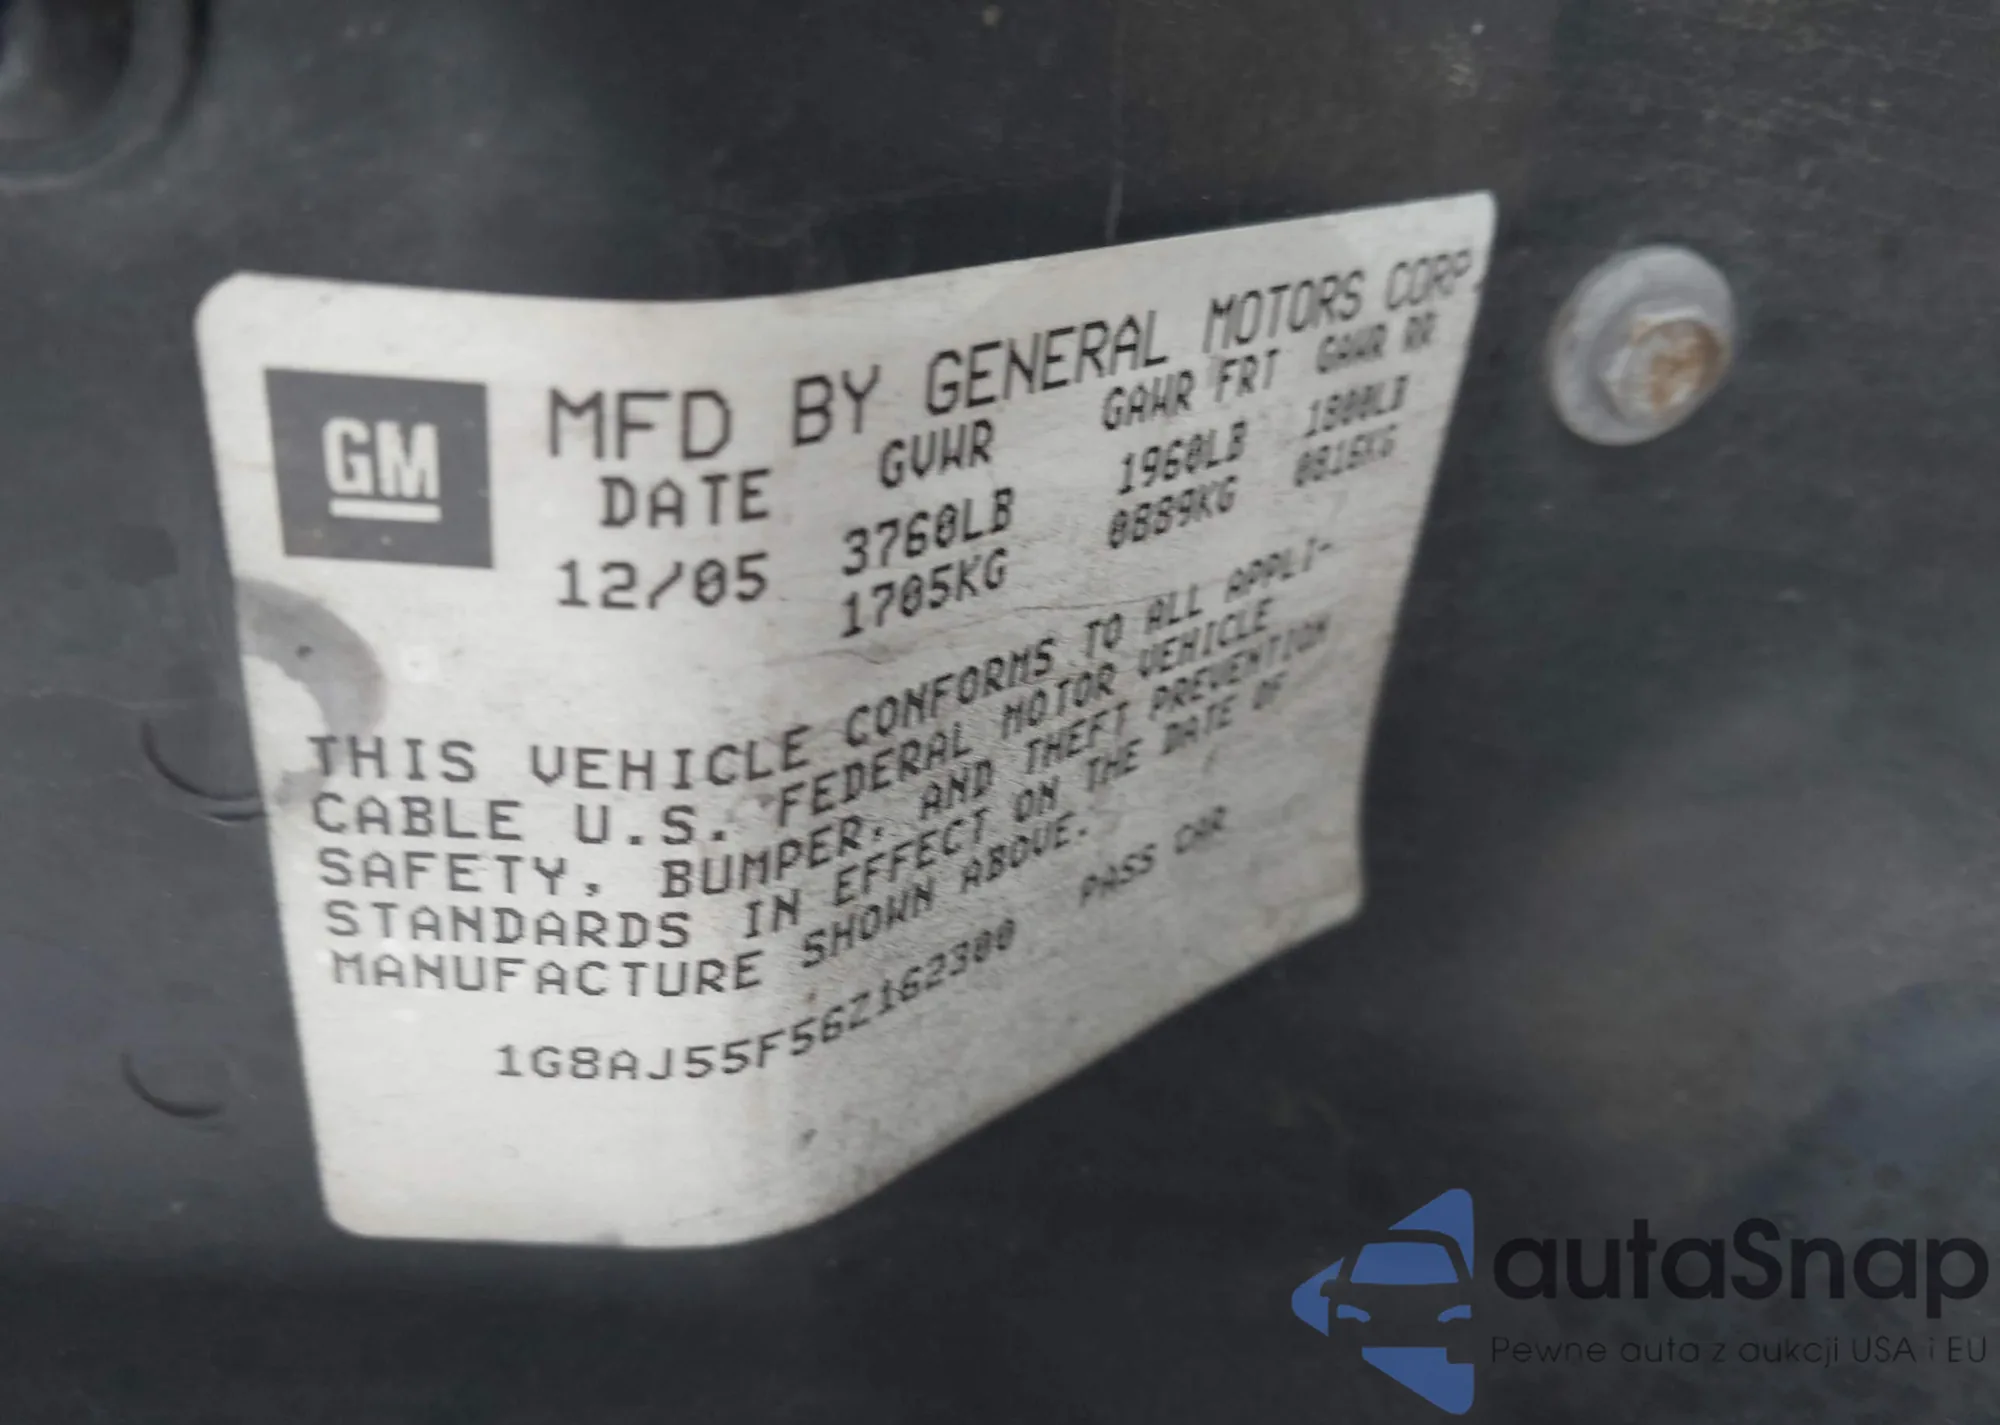 GM
MFD BY GENERAL MOTORS CORP.
DATE GVWR GAWR FRT GAWR RR
12/05 3760LB 1960LB 1800LB
1705KG 0889KG 0816KG
THIS VEHICLE CONFORMS TO ALL APPLI-
CABLE U.S. FEDERAL MOTOR VEHICLE
SAFETY, BUMPER, AND THEFT PREVENTION
STANDARDS IN EFFECT ON THE DATE OF
MANUFACTURE SHOWN ABOVE.
1G8AJ55F56Z162300 PASS CAR
autaSnap
Pewne auta z aukcji USA i EU